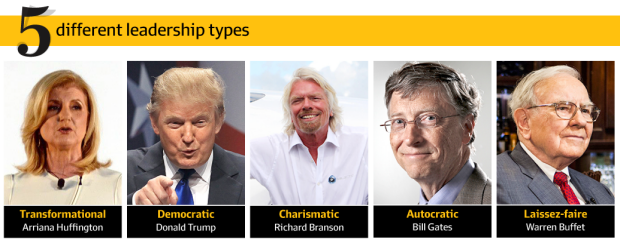 5 different leadership types
Transformational
Arriana Huffington
Democratic
Donald Trump
Charismatic
Richard Branson
Autocratic
Bill Gates
Laissez-faire
Warren Buffet